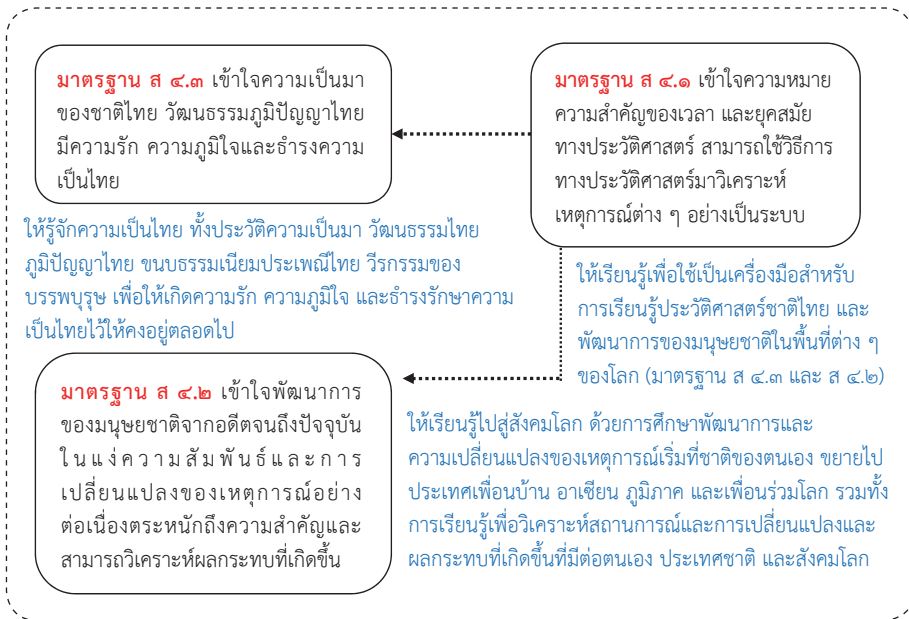 มาตรฐาน ส ๔.๓ เข้าใจความเป็นมา
ของชาติไทย วัฒนธรรมภูมิปัญญาไทย
มีความรัก ความภูมิใจและธำรงความ
เป็นไทย
มาตรฐาน ส ๔.๑ เข้าใจความหมาย
ความสำคัญของเวลา และยุคสมัย
ทางประวัติศาสตร์ สามารถใช้วิธีการ
ทางประวัติศาสตร์มาวิเคราะห์
เหตุการณ์ต่าง ๆ อย่างเป็นระบบ
ให้รู้จักความเป็นไทย ทั้งประวัติความเป็นมา วัฒนธรรมไทย
ภูมิปัญญาไทย ขนบธรรมเนียมประเพณีไทย วีรกรรมของ
บรรพบุรุษ เพื่อให้เกิดความรัก ความภูมิใจ และธำรงรักษาความ
เป็นไทยไว้ให้คงอยู่ตลอดไป
ให้เรียนรู้เพื่อใช้เป็นเครื่องมือสำหรับ
การเรียนรู้ประวัติศาสตร์ชาติไทย และ
พัฒนาการของมนุษยชาติในพื้นที่ต่าง ๆ
ของโลก (มาตรฐาน ส ๔.๓ และ ส ๔.๒)
มาตรฐาน ส ๔.๒ เข้าใจพัฒนาการ
ของมนุษยชาติจากอดีตจนถึงปัจจุบัน
ในแง่ความสัมพันธ์และการ
เปลี่ยนแปลงของเหตุการณ์อย่าง
ต่อเนื่องตระหนักถึงความสำคัญและ
สามารถวิเคราะห์ผลกระทบที่เกิดขึ้น
ให้เรียนรู้ไปสู่สังคมโลก ด้วยการศึกษาพัฒนาการและ
ความเปลี่ยนแปลงของเหตุการณ์เริ่มที่ชาติของตนเอง ขยายไป
ประเทศเพื่อนบ้าน อาเซียน ภูมิภาค และเพื่อนร่วมโลก รวมทั้ง
การเรียนรู้เพื่อวิเคราะห์สถานการณ์และการเปลี่ยนแปลงและ
ผลกระทบที่เกิดขึ้นที่มีต่อตนเอง ประเทศชาติ และสังคมโลก